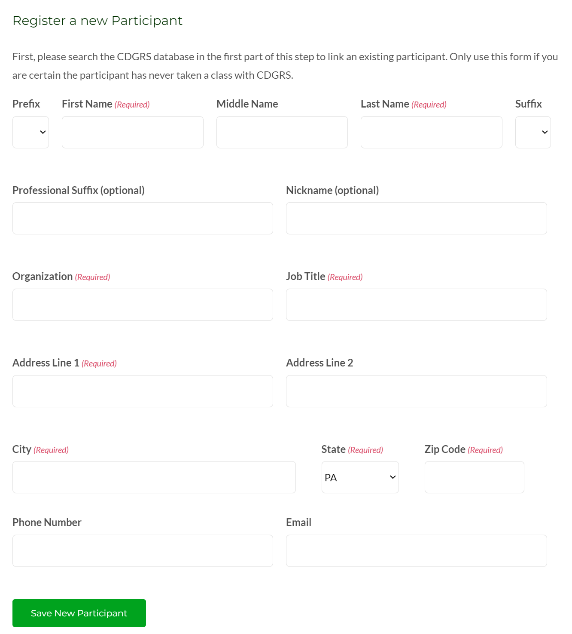 Register a new Participant
First, please search the CDGRS database in the first part of this step to link an existing participant. Only use this form if you
are certain the participant has never taken a class with CDGRS.
Prefix First Name (Required) Middle Name Last Name (Required) Suffix
Professional Suffix (optional) Nickname (optional)
Organization (Required) Job Title (Required)
Address Line 1 (Required) Address Line 2
City (Required) State (Required) Zip Code (Required)
PA
Phone Number Email
Save New Participant